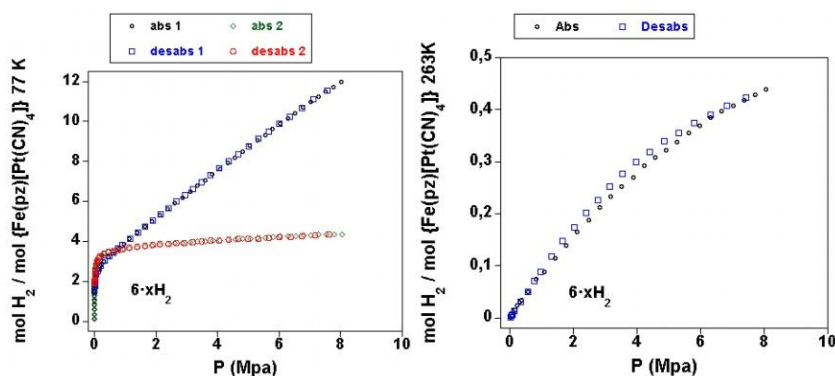 abs 1
abs 2
desabs 1
desabs 2
mol H2 / mol {Fe(pz)[Pt(CN)4]} 77 K
12
10
8
6
4
2
0
6·xH2
0
2
4
6
8
10
P (Mpa)
Abs
Desabs
mol H2 / mol {Fe(pz)[Pt(CN)4]} 263K
0,5
0,4
0,3
0,2
0,1
0,0
6·xH2
0
2
4
6
8
10
P (Mpa)